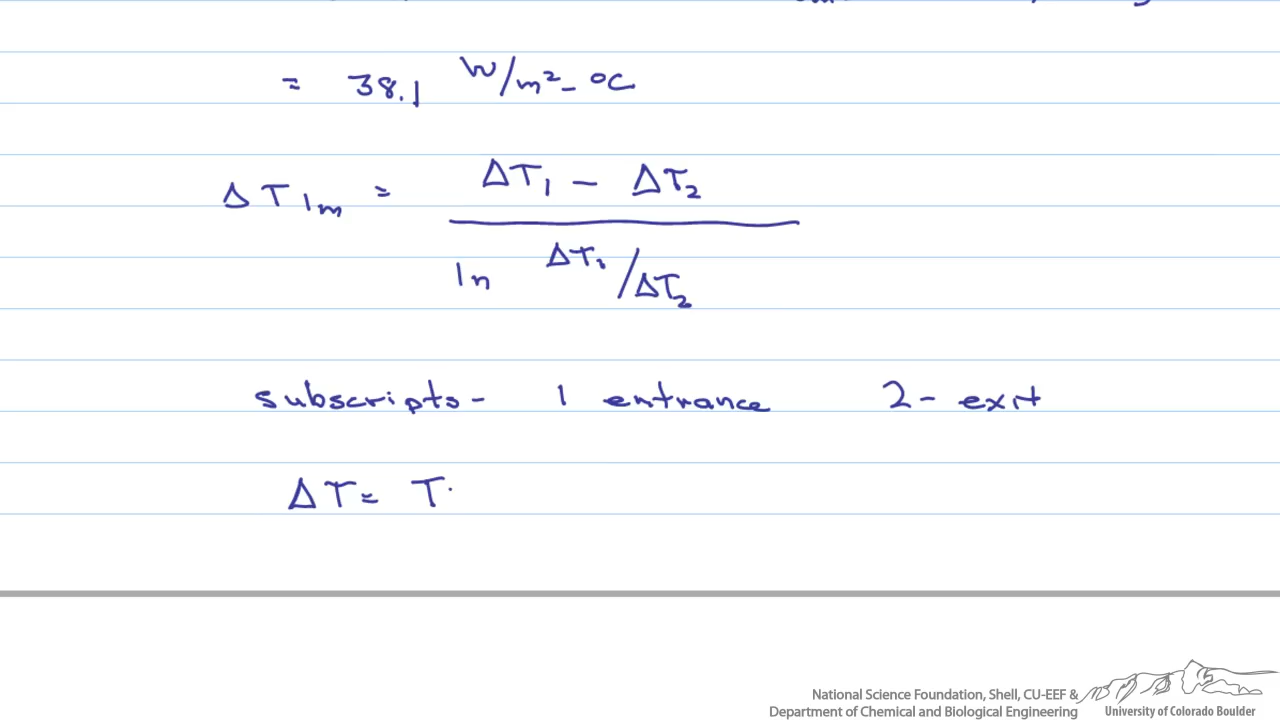 = 38.1 W/m²- °C
ΔT1m = ΔT₁ - ΔT₂
ln ΔT₁/ΔT₂
subscripts- 1 entrance 2- exit
ΔT= T
National Science Foundation, Shell, CU-EEF &
Department of Chemical and Biological Engineering
University of Colorado Boulder